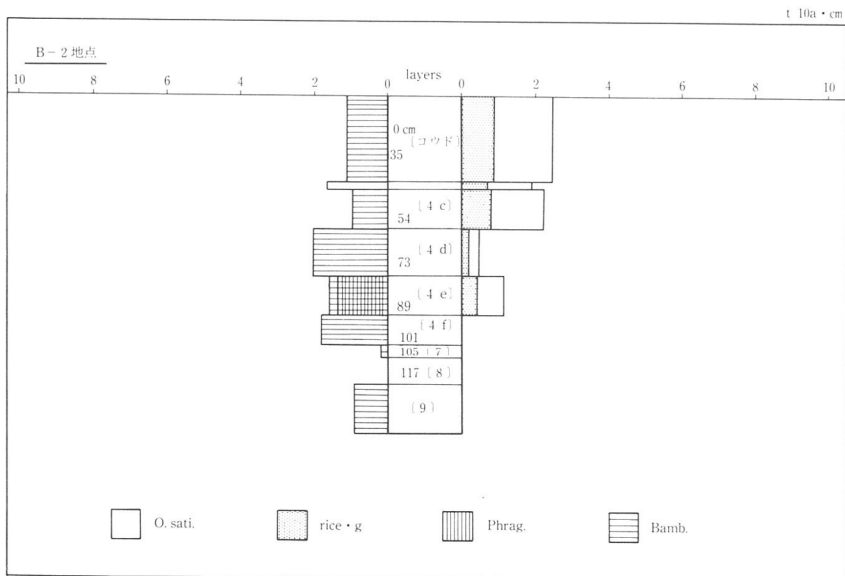 t 10a・cm
B－2 地点
layers
10 8 6 4 2 0 0 2 4 6 8 10
0 cm
〔コウド〕
35
〔4 c〕
54
〔4 d〕
73
〔4 e〕
89
〔4 f〕
101
105〔7〕
117〔8〕
〔9〕
O. sati. rice・g Phrag. Bamb.